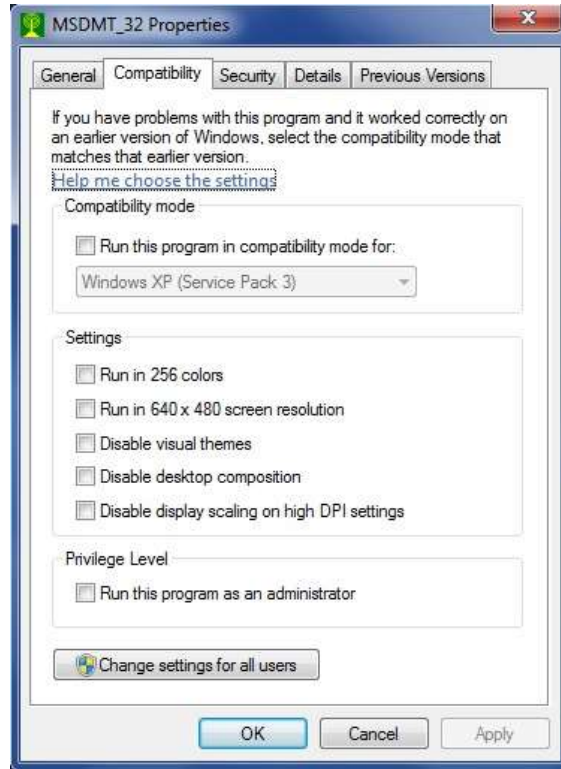 MSDMT_32 Properties
General Compatibility Security Details Previous Versions
If you have problems with this program and it worked correctly on
an earlier version of Windows, select the compatibility mode that
matches that earlier version.
Help me choose the settings
Compatibility mode
Run this program in compatibility mode for:
Windows XP (Service Pack 3)
Settings
Run in 256 colors
Run in 640 x 480 screen resolution
Disable visual themes
Disable desktop composition
Disable display scaling on high DPI settings
Privilege Level
Run this program as an administrator
Change settings for all users
OK Cancel Apply